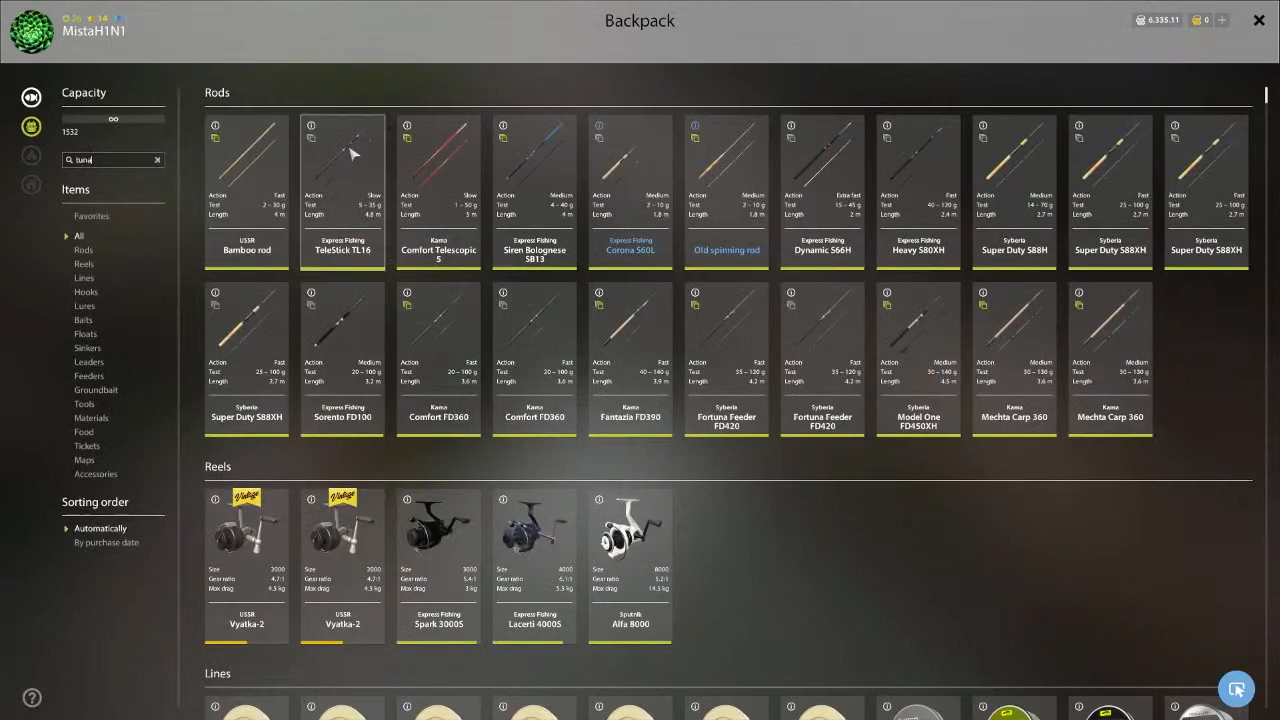 26 14
MistaH1N1
Backpack
6,335.11 0 +
Capacity
∞
1532
tuna
Items
Favorites
All
Rods
Reels
Lines
Hooks
Lures
Baits
Floats
Sinkers
Leaders
Feeders
Groundbait
Tools
Materials
Food
Tickets
Maps
Accessories
Sorting order
Automatically
By purchase date
Rods
Action Fast
Test 2 – 30 g
Length 4 m
USSR
Bamboo rod
Action Slow
Test 5 – 35 g
Length 4.8 m
Express Fishing
TeleStick TL16
Action Slow
Test 1 – 50 g
Length 5 m
Kama
Comfort Telescopic
5
Action Medium
Test 4 – 40 g
Length 4 m
Express Fishing
Siren Bolognese
SB13
Action Medium
Test 2 – 10 g
Length 1.8 m
Express Fishing
Corona S60L
Action Medium
Test 2 – 10 g
Length 1.8 m
Old spinning rod
Action Extra fast
Test 15 – 45 g
Length 2 m
Express Fishing
Dynamic S66H
Action Fast
Test 40 – 120 g
Length 2.4 m
Express Fishing
Heavy S80XH
Action Medium
Test 14 – 70 g
Length 2.7 m
Syberia
Super Duty S88H
Action Fast
Test 25 – 100 g
Length 2.7 m
Syberia
Super Duty S88XH
Action Fast
Test 25 – 100 g
Length 2.7 m
Syberia
Super Duty S88XH
Action Fast
Test 25 – 100 g
Length 2.7 m
Syberia
Super Duty S88XH
Action Medium
Test 20 – 100 g
Length 3.2 m
Express Fishing
Sorento FD100
Action Fast
Test 20 – 100 g
Length 3.6 m
Kama
Comfort FD360
Action Fast
Test 20 – 100 g
Length 3.6 m
Kama
Comfort FD360
Action Fast
Test 40 – 140 g
Length 3.9 m
Kama
Fantazia FD390
Action Fast
Test 35 – 120 g
Length 4.2 m
Syberia
Fortuna Feeder
FD420
Action Fast
Test 35 – 120 g
Length 4.2 m
Syberia
Fortuna Feeder
FD420
Action Medium
Test 30 – 140 g
Length 4.5 m
Syberia
Model One
FD450XH
Action Medium
Test 30 – 130 g
Length 3.6 m
Kama
Mechta Carp 360
Action Medium
Test 30 – 130 g
Length 3.6 m
Kama
Mechta Carp 360
Reels
Vintage
Size 2000
Gear ratio 4.7:1
Max drag 4.5 kg
USSR
Vyatka-2
Vintage
Size 2000
Gear ratio 4.7:1
Max drag 4.5 kg
USSR
Vyatka-2
Size 3000
Gear ratio 5.4:1
Max drag 3 kg
Express Fishing
Spark 3000S
Size 4000
Gear ratio 6.1:1
Max drag 5.5 kg
Express Fishing
Lacerti 4000S
Size 8000
Gear ratio 5.2:1
Max drag 14.5 kg
Sputnik
Alfa 8000
Lines